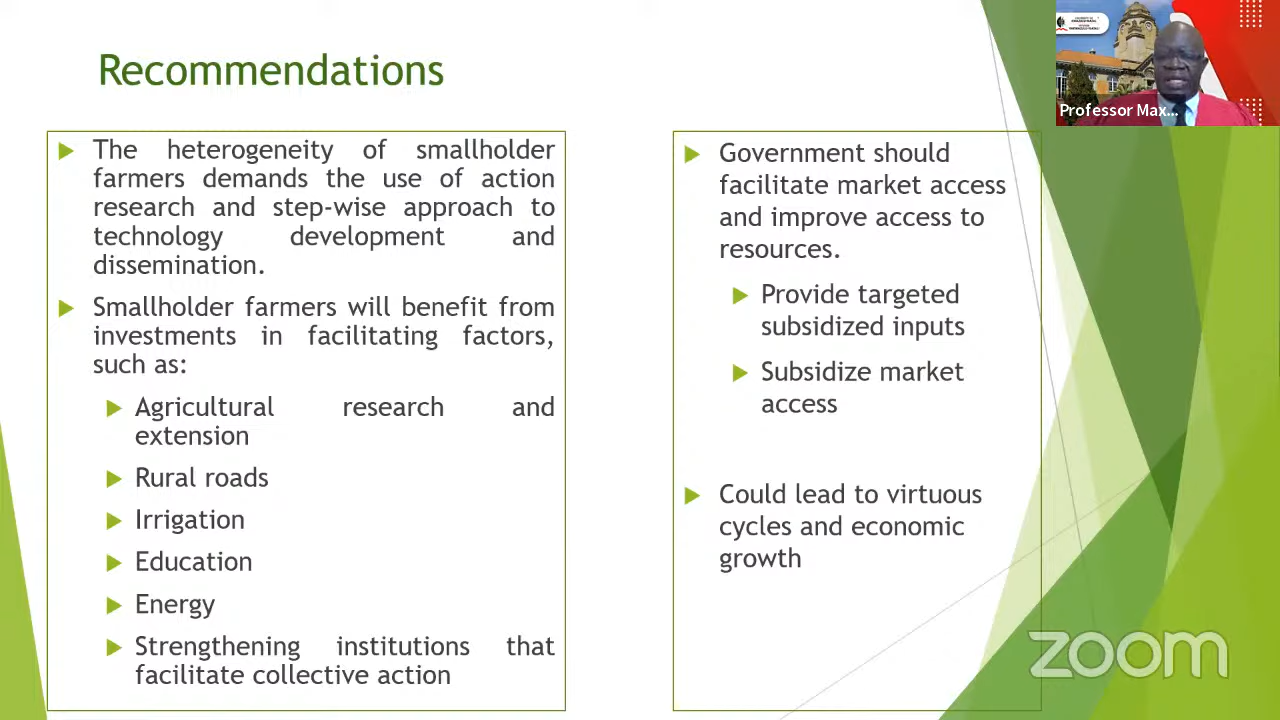 Recommendations
The heterogeneity of smallholder
farmers demands the use of action
research and step-wise approach to
technology development and
dissemination.
Smallholder farmers will benefit from
investments in facilitating factors,
such as:
Agricultural research and
extension
Rural roads
Irrigation
Education
Energy
Strengthening institutions that
facilitate collective action
Government should
facilitate market access
and improve access to
resources.
Provide targeted
subsidized inputs
Subsidize market
access
Could lead to virtuous
cycles and economic
growth
Professor Max...
zoom